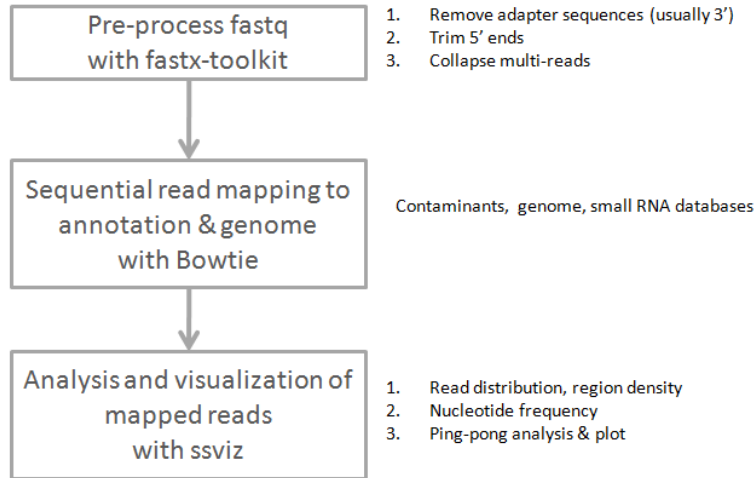 Pre-process fastq
with fastx-toolkit
1. Remove adapter sequences (usually 3’)
2. Trim 5’ ends
3. Collapse multi-reads
Sequential read mapping to
annotation & genome
with Bowtie
Contaminants, genome, small RNA databases
Analysis and visualization of
mapped reads
with ssviz
1. Read distribution, region density
2. Nucleotide frequency
3. Ping-pong analysis & plot